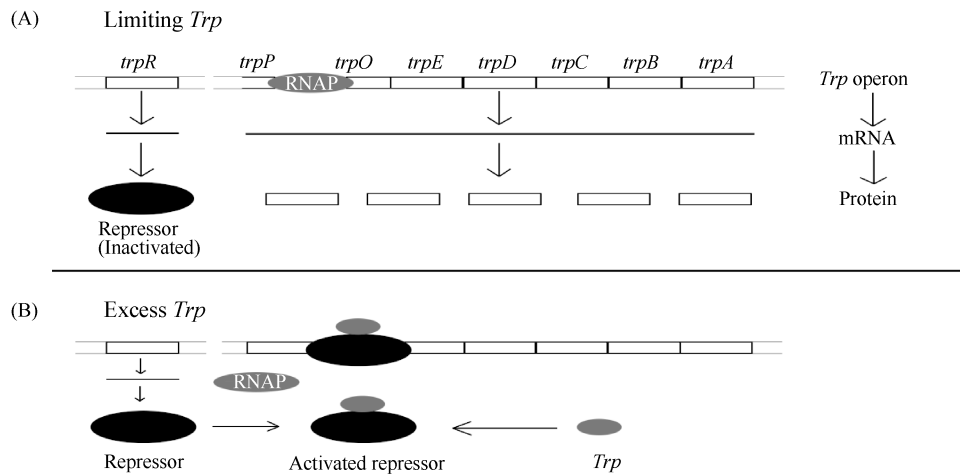 (A) Limiting Trp
trpR trpP trpO trpE trpD trpC trpB trpA
RNAP
Trp operon
mRNA
Protein
Repressor
(Inactivated)
(B) Excess Trp
RNAP
Repressor Activated repressor Trp